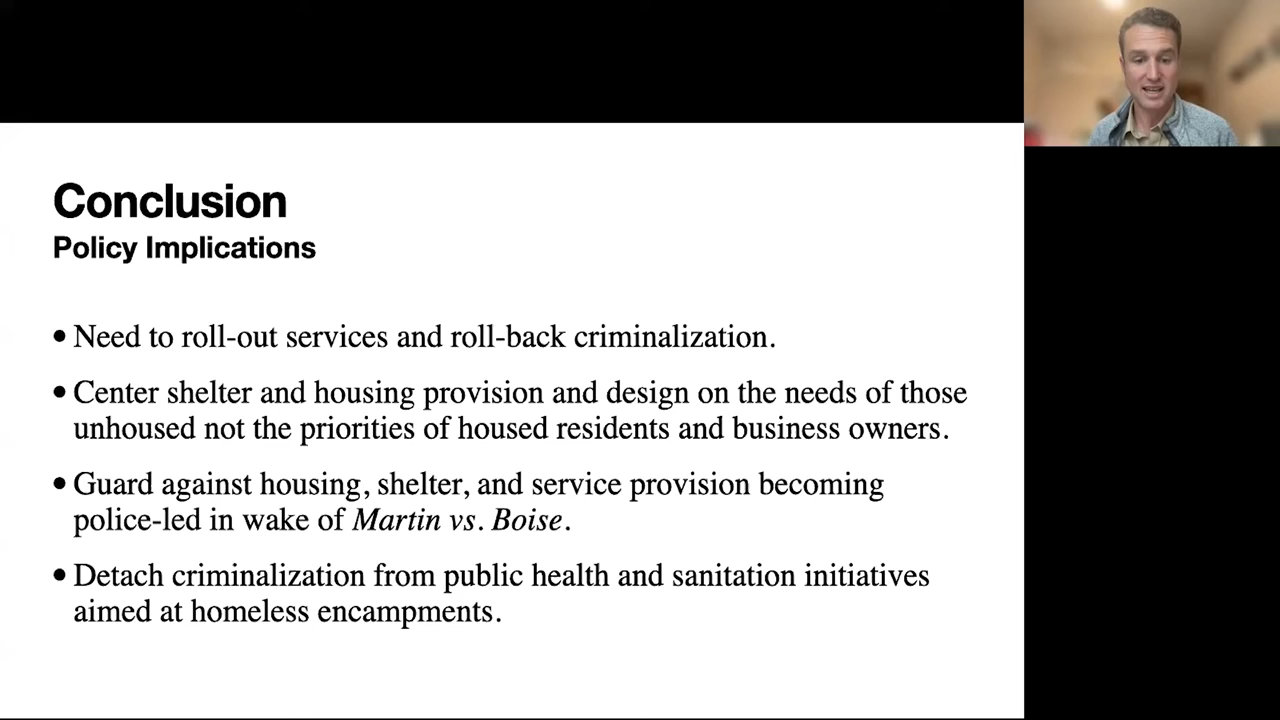 Conclusion
Policy Implications
• Need to roll-out services and roll-back criminalization.
• Center shelter and housing provision and design on the needs of those
unhoused not the priorities of housed residents and business owners.
• Guard against housing, shelter, and service provision becoming
police-led in wake of Martin vs. Boise.
• Detach criminalization from public health and sanitation initiatives
aimed at homeless encampments.